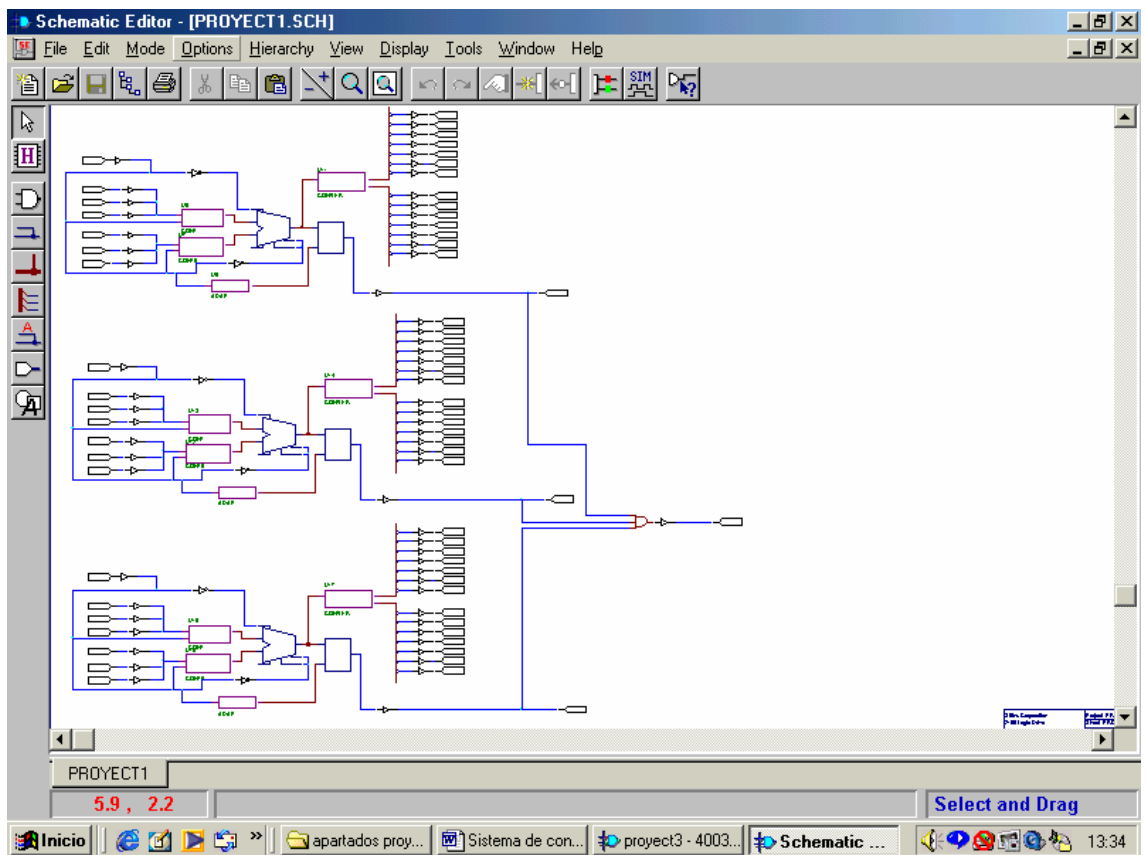 Schematic Editor - [PROYECT1.SCH]
File Edit Mode Options Hierarchy View Display Tools Window Help
SIM
H
A
A
PROYECT1
5.9 , 2.2
Select and Drag
Inicio
»
apartados proy...
Sistema de con...
proyect3 - 4003...
Schematic ...
13:34